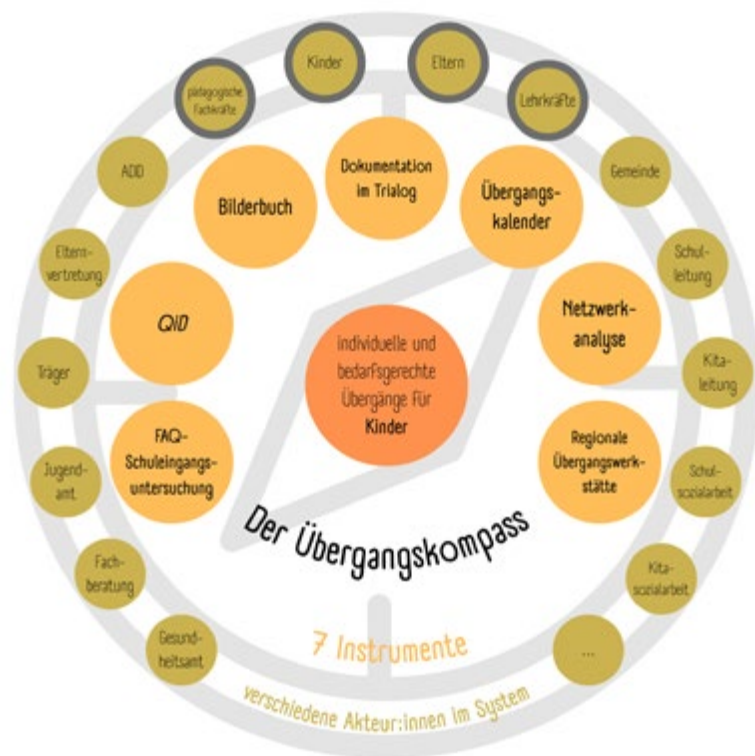 Kinder
Eltern
pädagogische
Fachkräfte
Lehrkräfte
ADD
Gemeinde
Eltern-
vertretung
Schul-
leitung
Träger
Kita-
leitung
Jugend-
amt
Schul-
sozialarbeit
Fach-
beratung
Kita-
sozialarbeit
Gesund-
heitsamt
...
Dokumentation
im Trialog
Bilderbuch
Übergangs-
kalender
QiD
Netzwerk-
analyse
FAQ-
Schuleingangs-
untersuchung
Regionale
Übergangswerk-
stätte
individuelle und
bedarfsgerechte
Übergänge für
Kinder
Der Übergangskompass
7 Instrumente
verschiedene Akteur:innen im System